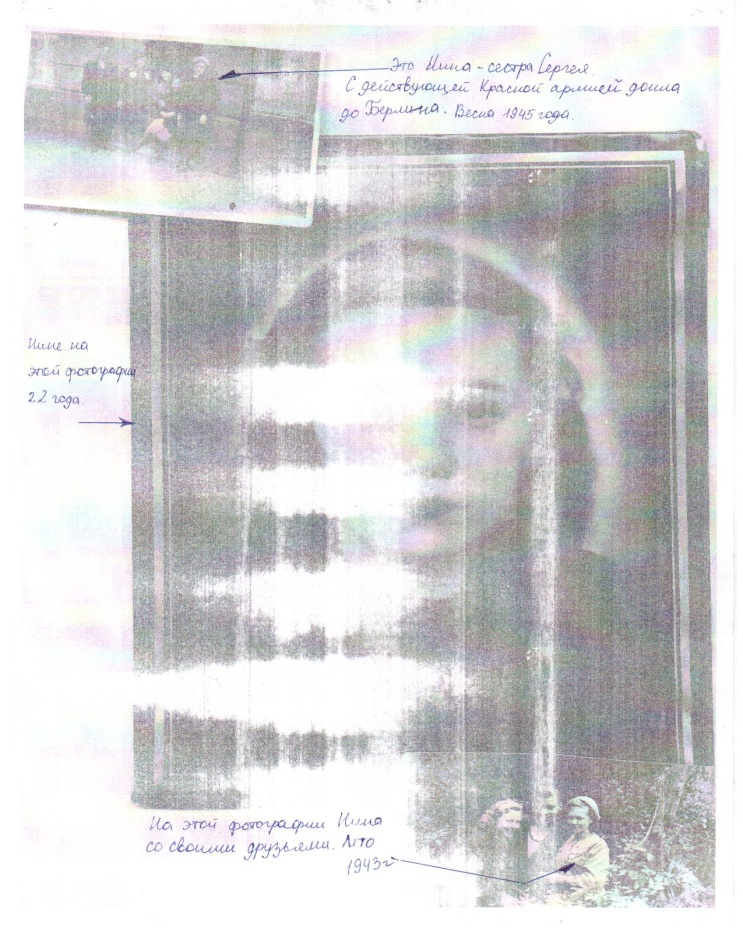 Это Нина - сестра Сергея.
С действующей Красной армией дошла
до Берлина. Весна 1945 года.
Нине на
этой фотографии
22 года
На этой фотографии Нина
со своими друзьями. Лето
1943г